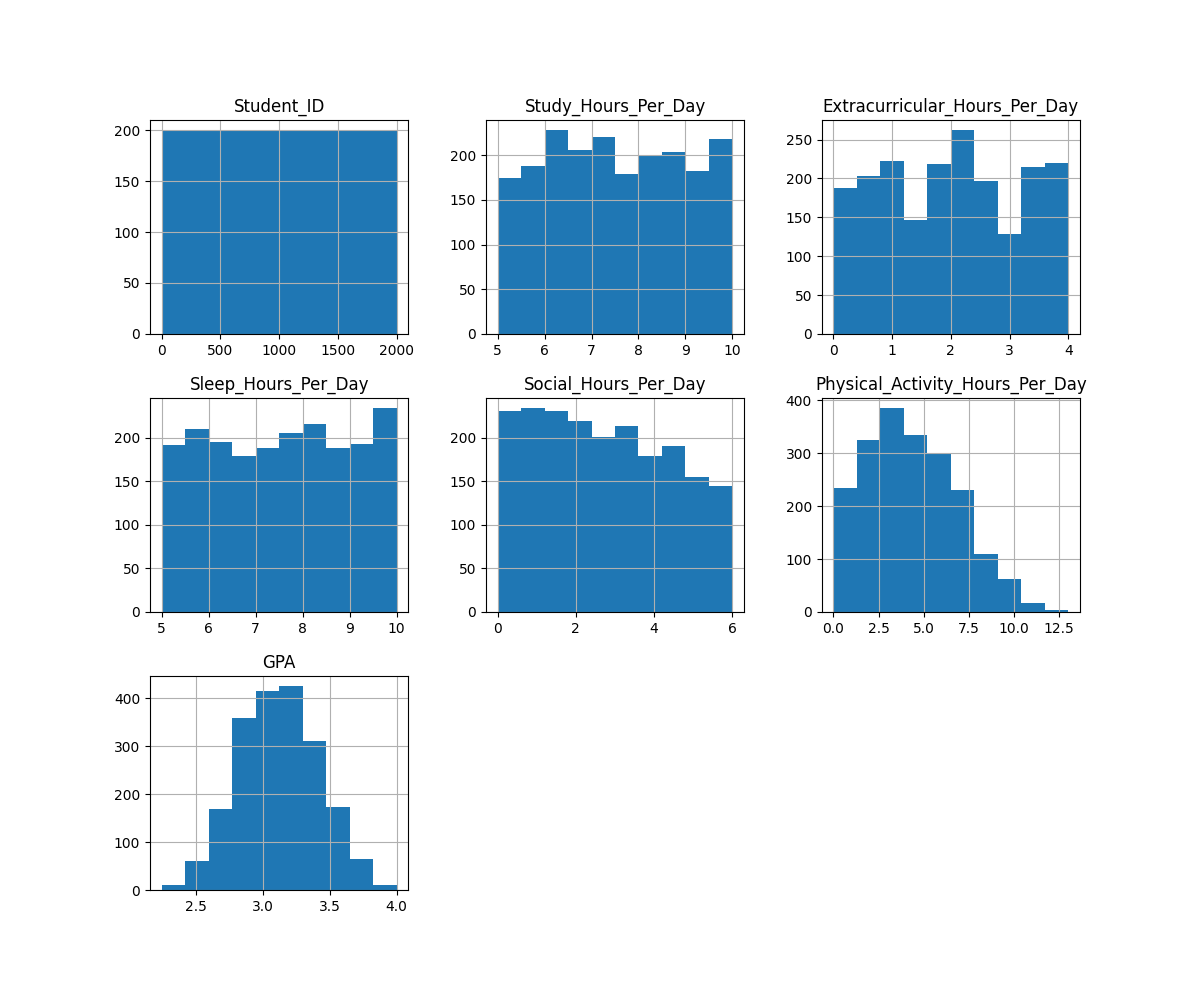 Student_ID
200
150
100
50
0
0 500 1000 1500 2000
Study_Hours_Per_Day
200
150
100
50
0
5 6 7 8 9 10
Extracurricular_Hours_Per_Day
250
200
150
100
50
0
0 1 2 3 4
Sleep_Hours_Per_Day
200
150
100
50
0
5 6 7 8 9 10
Social_Hours_Per_Day
200
150
100
50
0
0 2 4 6
Physical_Activity_Hours_Per_Day
400
300
200
100
0
0.0 2.5 5.0 7.5 10.0 12.5
GPA
400
300
200
100
0
2.5 3.0 3.5 4.0